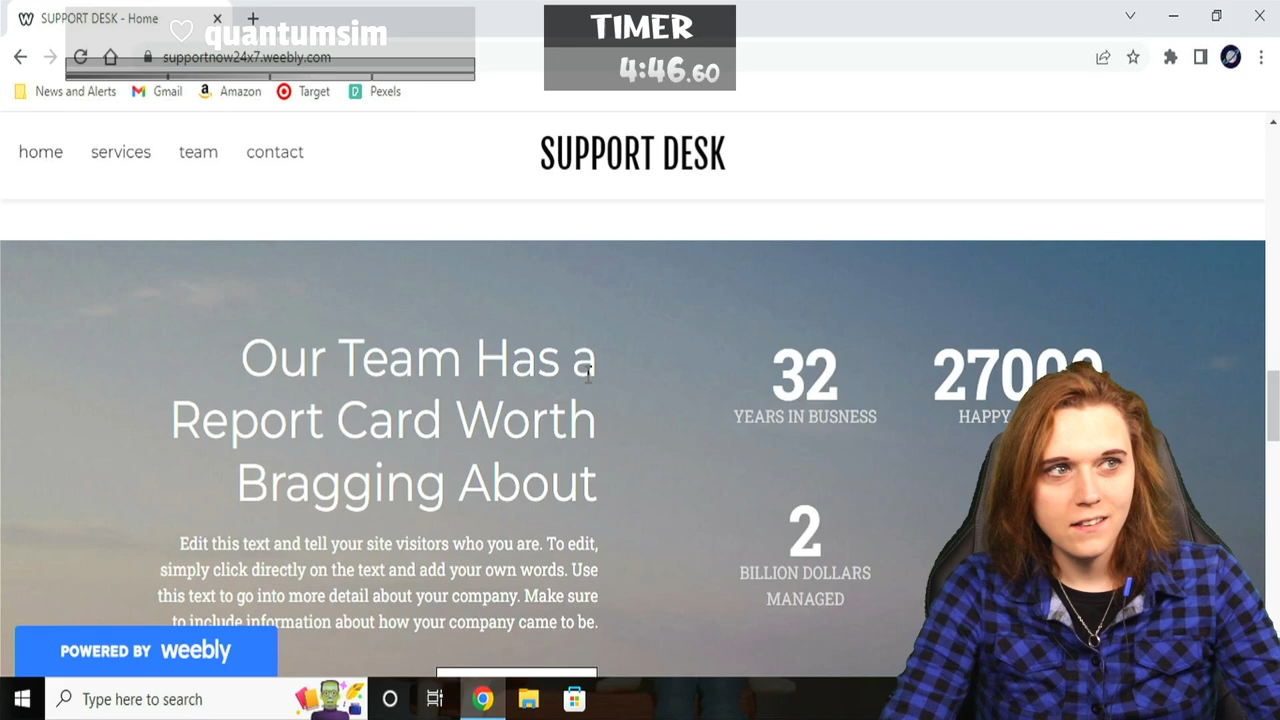 SUPPORT DESK - Home
quantumsim
TIMER
4:46.60
supportnow24x7.weebly.com
News and Alerts
Gmail
Amazon
Target
Pexels
home
services
team
contact
SUPPORT DESK
Our Team Has a
Report Card Worth
Bragging About
Edit this text and tell your site visitors who you are. To edit,
simply click directly on the text and add your own words. Use
this text to go into more detail about your company. Make sure
to include information about how your company came to be.
32
YEARS IN BUSNESS
27000
HAPPY
2
BILLION DOLLARS
MANAGED
POWERED BY weebly
Type here to search